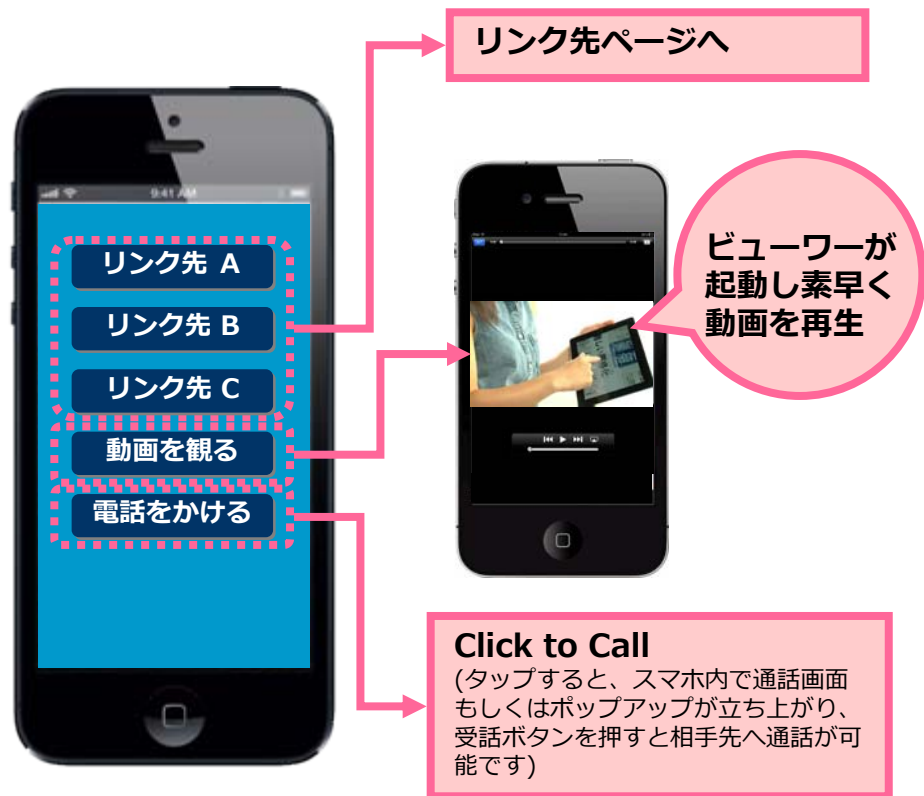 リンク先ページへ
9:41 AM
リンク先 A
リンク先 B
リンク先 C
動画を観る
電話をかける
ビューワーが
起動し素早く
動画を再生
Click to Call
(タップすると、スマホ内で通話画面
もしくはポップアップが立ち上がり、
受話ボタンを押すと相手先へ通話が可
能です)